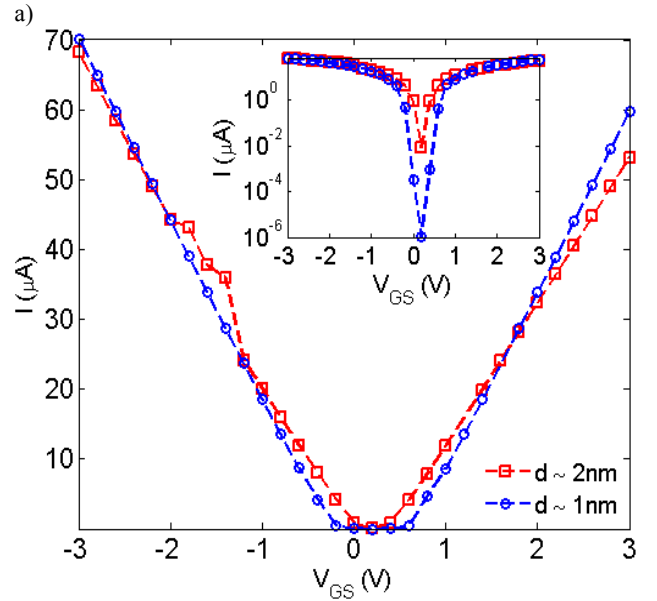 a)
70
60
50
40
30
20
10
-3 -2 -1 0 1 2 3
I (μA)
V_GS (V)
10^0
10^-2
10^-4
10^-6
-3 -2 -1 0 1 2 3
I (μA)
V_GS (V)
d ~ 2nm
d ~ 1nm